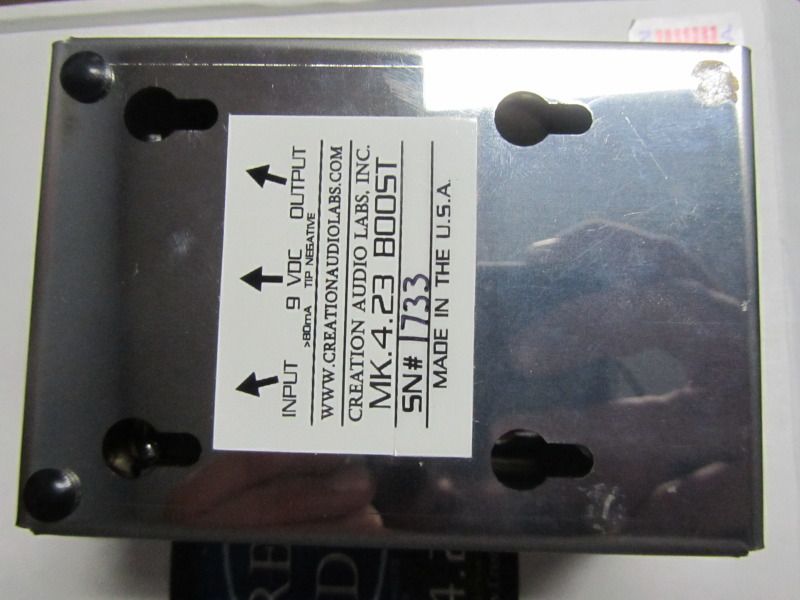 INPUT 9 VDC OUTPUT
>80mA TIP NEGATIVE
WWW.CREATIONAUDIOLABS.COM
CREATION AUDIO LABS, INC.
MK.4.23 BOOST
SN# 1733
MADE IN THE U.S.A.